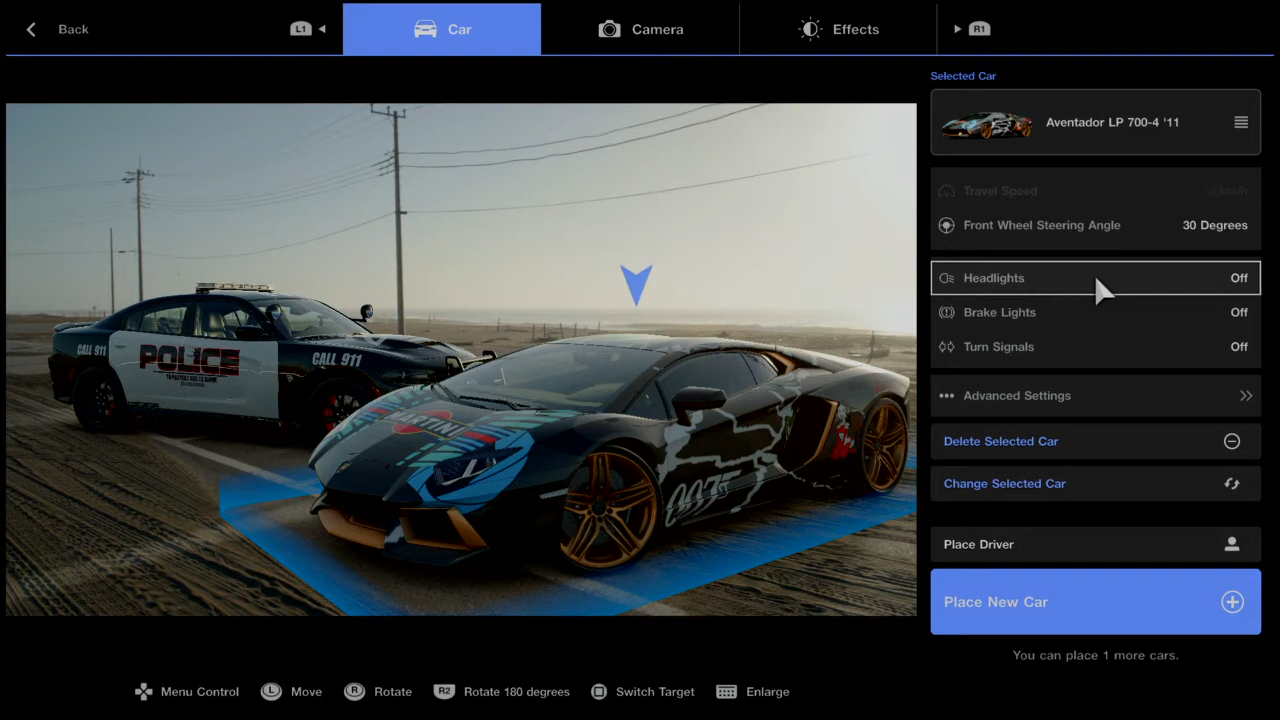 Back
L1
Car
Camera
Effects
R1
Selected Car
Aventador LP 700-4 '11
Travel Speed
Front Wheel Steering Angle 30 Degrees
Headlights Off
Brake Lights Off
Turn Signals Off
Advanced Settings
Delete Selected Car
Change Selected Car
Place Driver
Place New Car
You can place 1 more cars.
CALL 911
POLICE
CALL 911
MARTINI
007
Menu Control
L Move
R Rotate
R2 Rotate 180 degrees
Switch Target
Enlarge